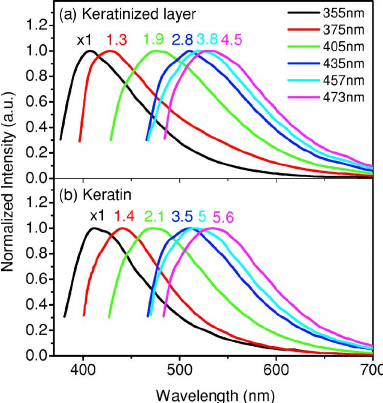 (a) Keratinized layer
x1 1.3 1.9 2.8 3.8 4.5
355nm
375nm
405nm
435nm
457nm
473nm
1.2
1.0
0.8
0.6
0.4
0.2
0.0
Normalized Intensity (a.u.)
(b) Keratin
x1 1.4 2.1 3.5 5 5.6
1.2
1.0
0.8
0.6
0.4
0.2
0.0
400 500 600 700
Wavelength (nm)